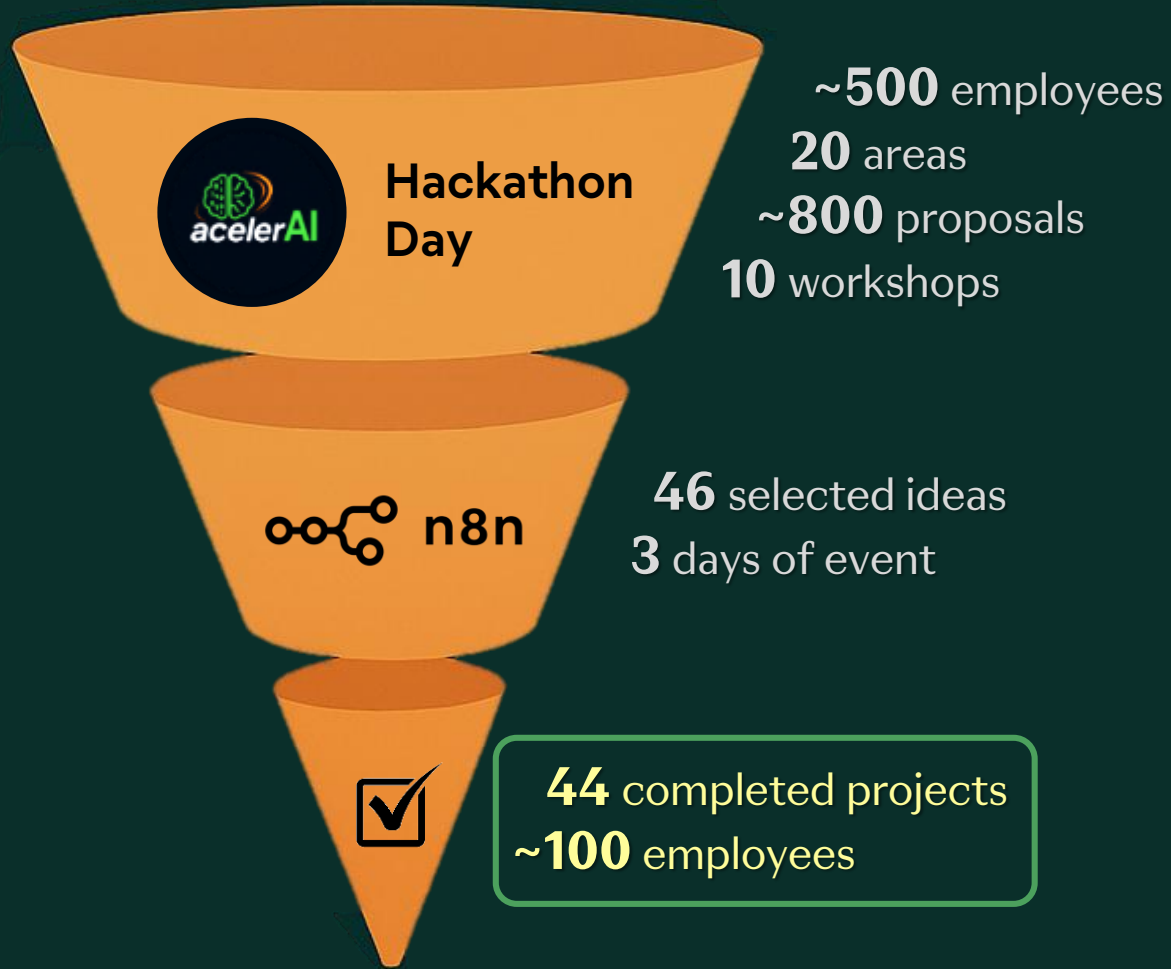 acelerAI
Hackathon
Day
~500 employees
20 areas
~800 proposals
10 workshops
n8n
46 selected ideas
3 days of event
44 completed projects
~100 employees